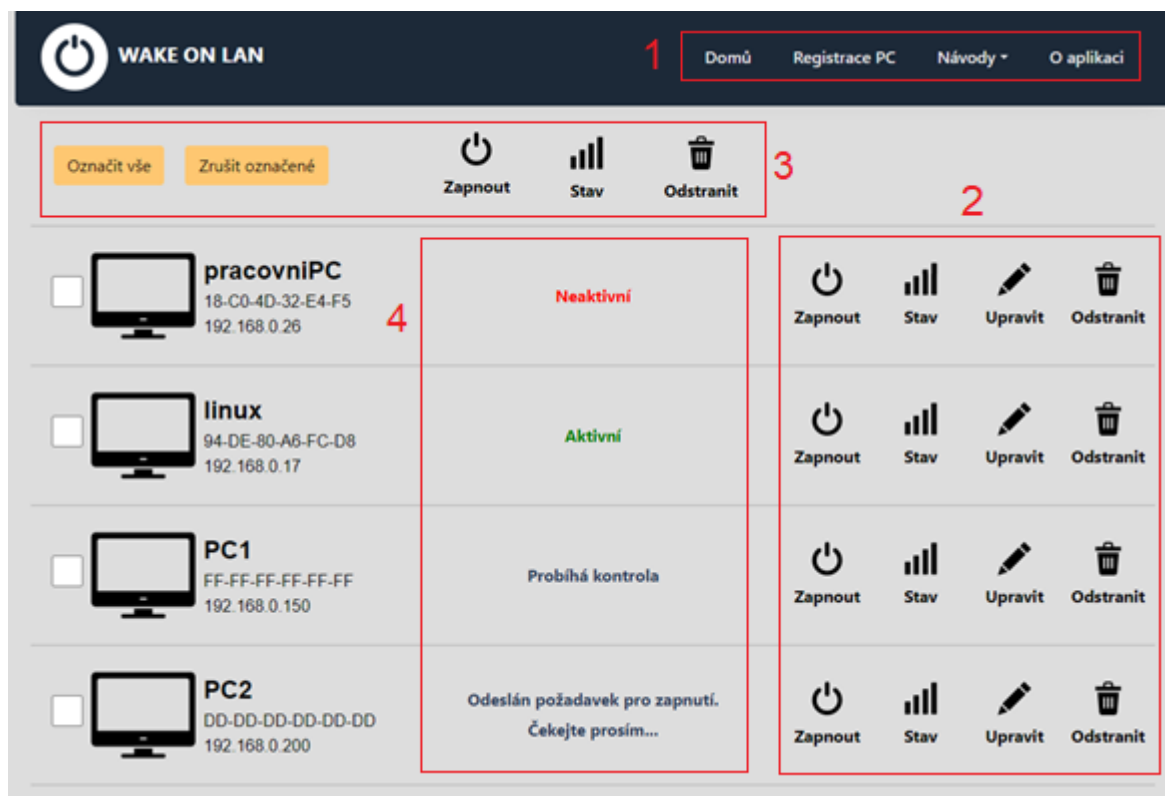 WAKE ON LAN
1
Domů Registrace PC Návody O aplikaci
Označit vše Zrušit označené Zapnout Stav Odstranit
3
2
pracovniPC
18-C0-4D-32-E4-F5
192.168.0.26
4
Neaktivní
Zapnout Stav Upravit Odstranit
linux
94-DE-80-A6-FC-D8
192.168.0.17
Aktivní
Zapnout Stav Upravit Odstranit
PC1
FF-FF-FF-FF-FF-FF
192.168.0.150
Probíhá kontrola
Zapnout Stav Upravit Odstranit
PC2
DD-DD-DD-DD-DD-DD
192.168.0.200
Odeslán požadavek pro zapnutí.
Čekejte prosím...
Zapnout Stav Upravit Odstranit